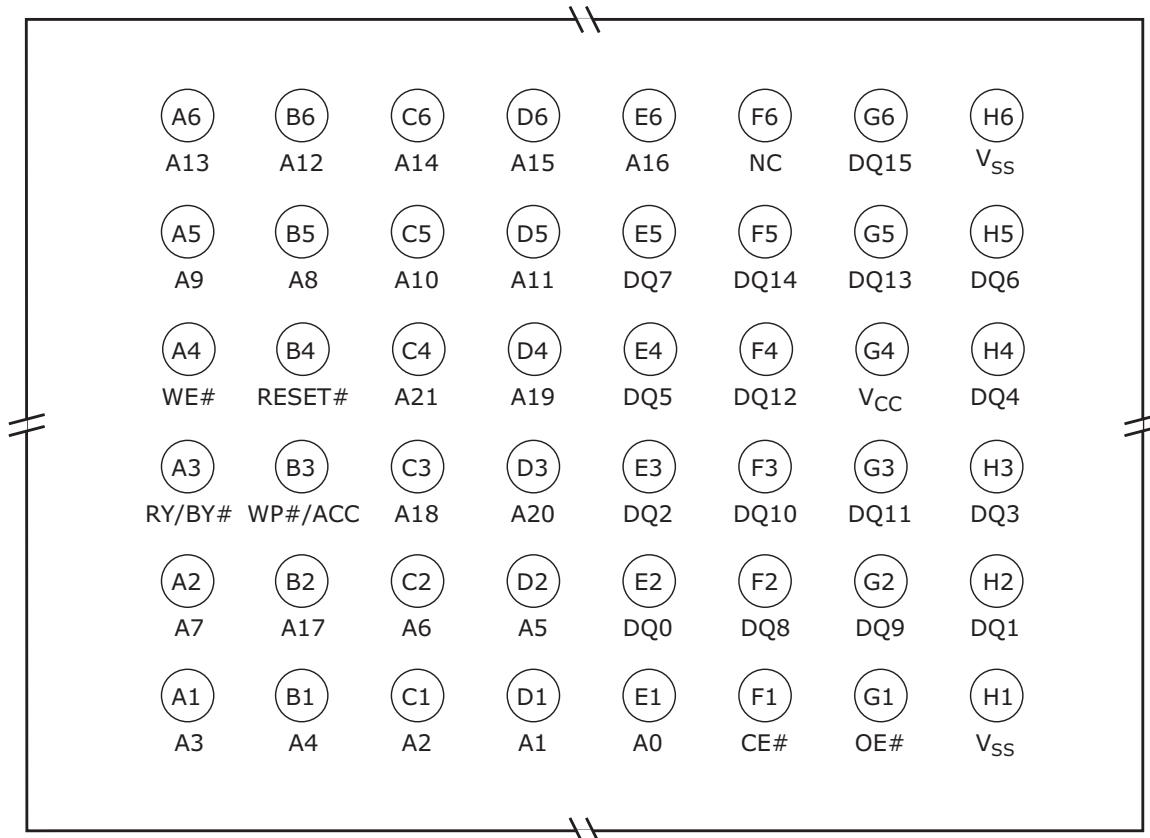 A6 B6 C6 D6 E6 F6 G6 H6
A13 A12 A14 A15 A16 NC DQ15 VSS
A5 B5 C5 D5 E5 F5 G5 H5
A9 A8 A10 A11 DQ7 DQ14 DQ13 DQ6
A4 B4 C4 D4 E4 F4 G4 H4
WE# RESET# A21 A19 DQ5 DQ12 VCC DQ4
A3 B3 C3 D3 E3 F3 G3 H3
RY/BY# WP#/ACC A18 A20 DQ2 DQ10 DQ11 DQ3
A2 B2 C2 D2 E2 F2 G2 H2
A7 A17 A6 A5 DQ0 DQ8 DQ9 DQ1
A1 B1 C1 D1 E1 F1 G1 H1
A3 A4 A2 A1 A0 CE# OE# VSS